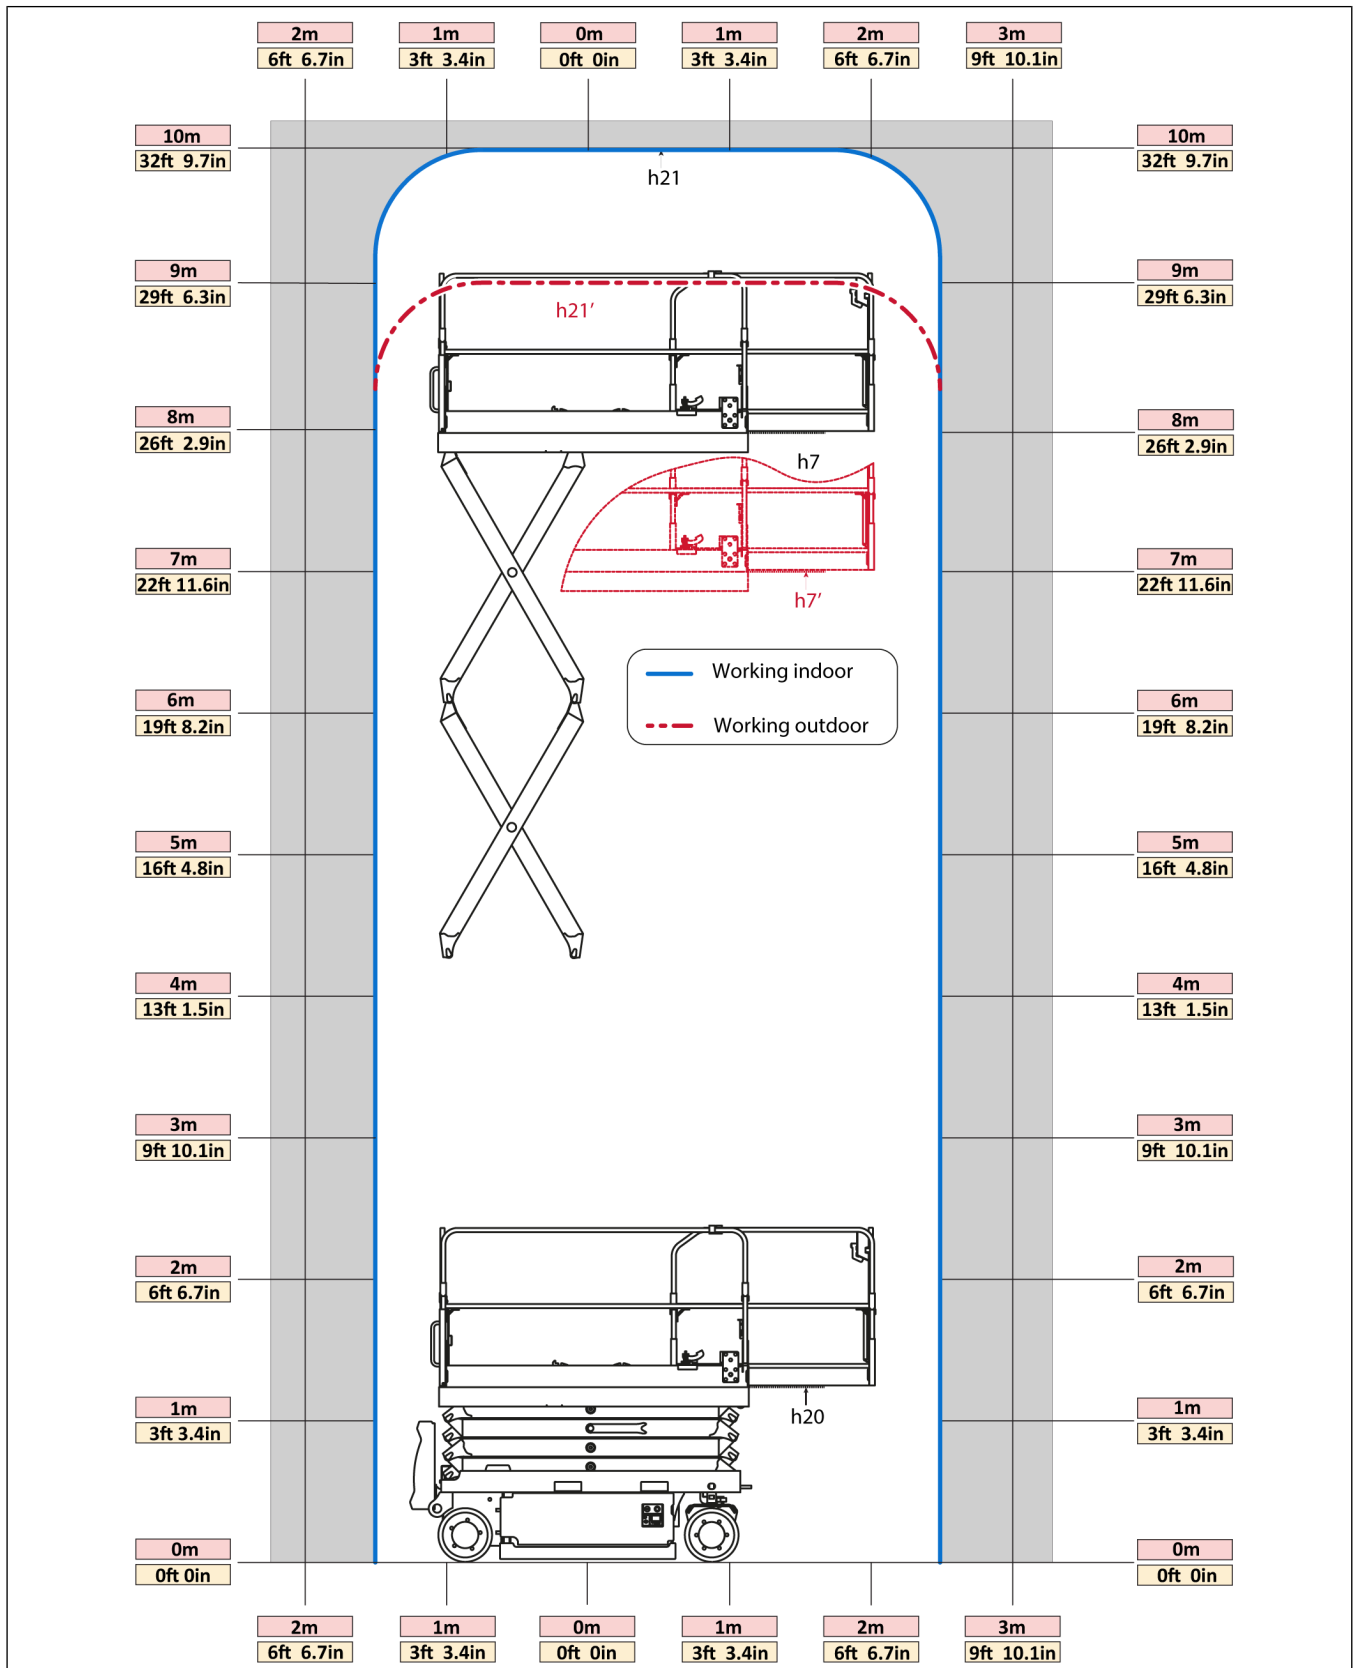 2m 1m 0m 1m 2m 3m
6ft 6.7in 3ft 3.4in 0ft 0in 3ft 3.4in 6ft 6.7in 9ft 10.1in
10m 10m
32ft 9.7in 32ft 9.7in
h21
9m 9m
29ft 6.3in 29ft 6.3in
h21’
8m 8m
26ft 2.9in 26ft 2.9in
h7
7m 7m
22ft 11.6in 22ft 11.6in
h7’
Working indoor
6m 6m
19ft 8.2in 19ft 8.2in
Working outdoor
5m 5m
16ft 4.8in 16ft 4.8in
4m 4m
13ft 1.5in 13ft 1.5in
3m 3m
9ft 10.1in 9ft 10.1in
2m 2m
6ft 6.7in 6ft 6.7in
1m 1m
h20
3ft 3.4in 3ft 3.4in
0m 0m
0ft 0in 0ft 0in
2m 1m 0m 1m 2m 3m
6ft 6.7in 3ft 3.4in 0ft 0in 3ft 3.4in 6ft 6.7in 9ft 10.1in